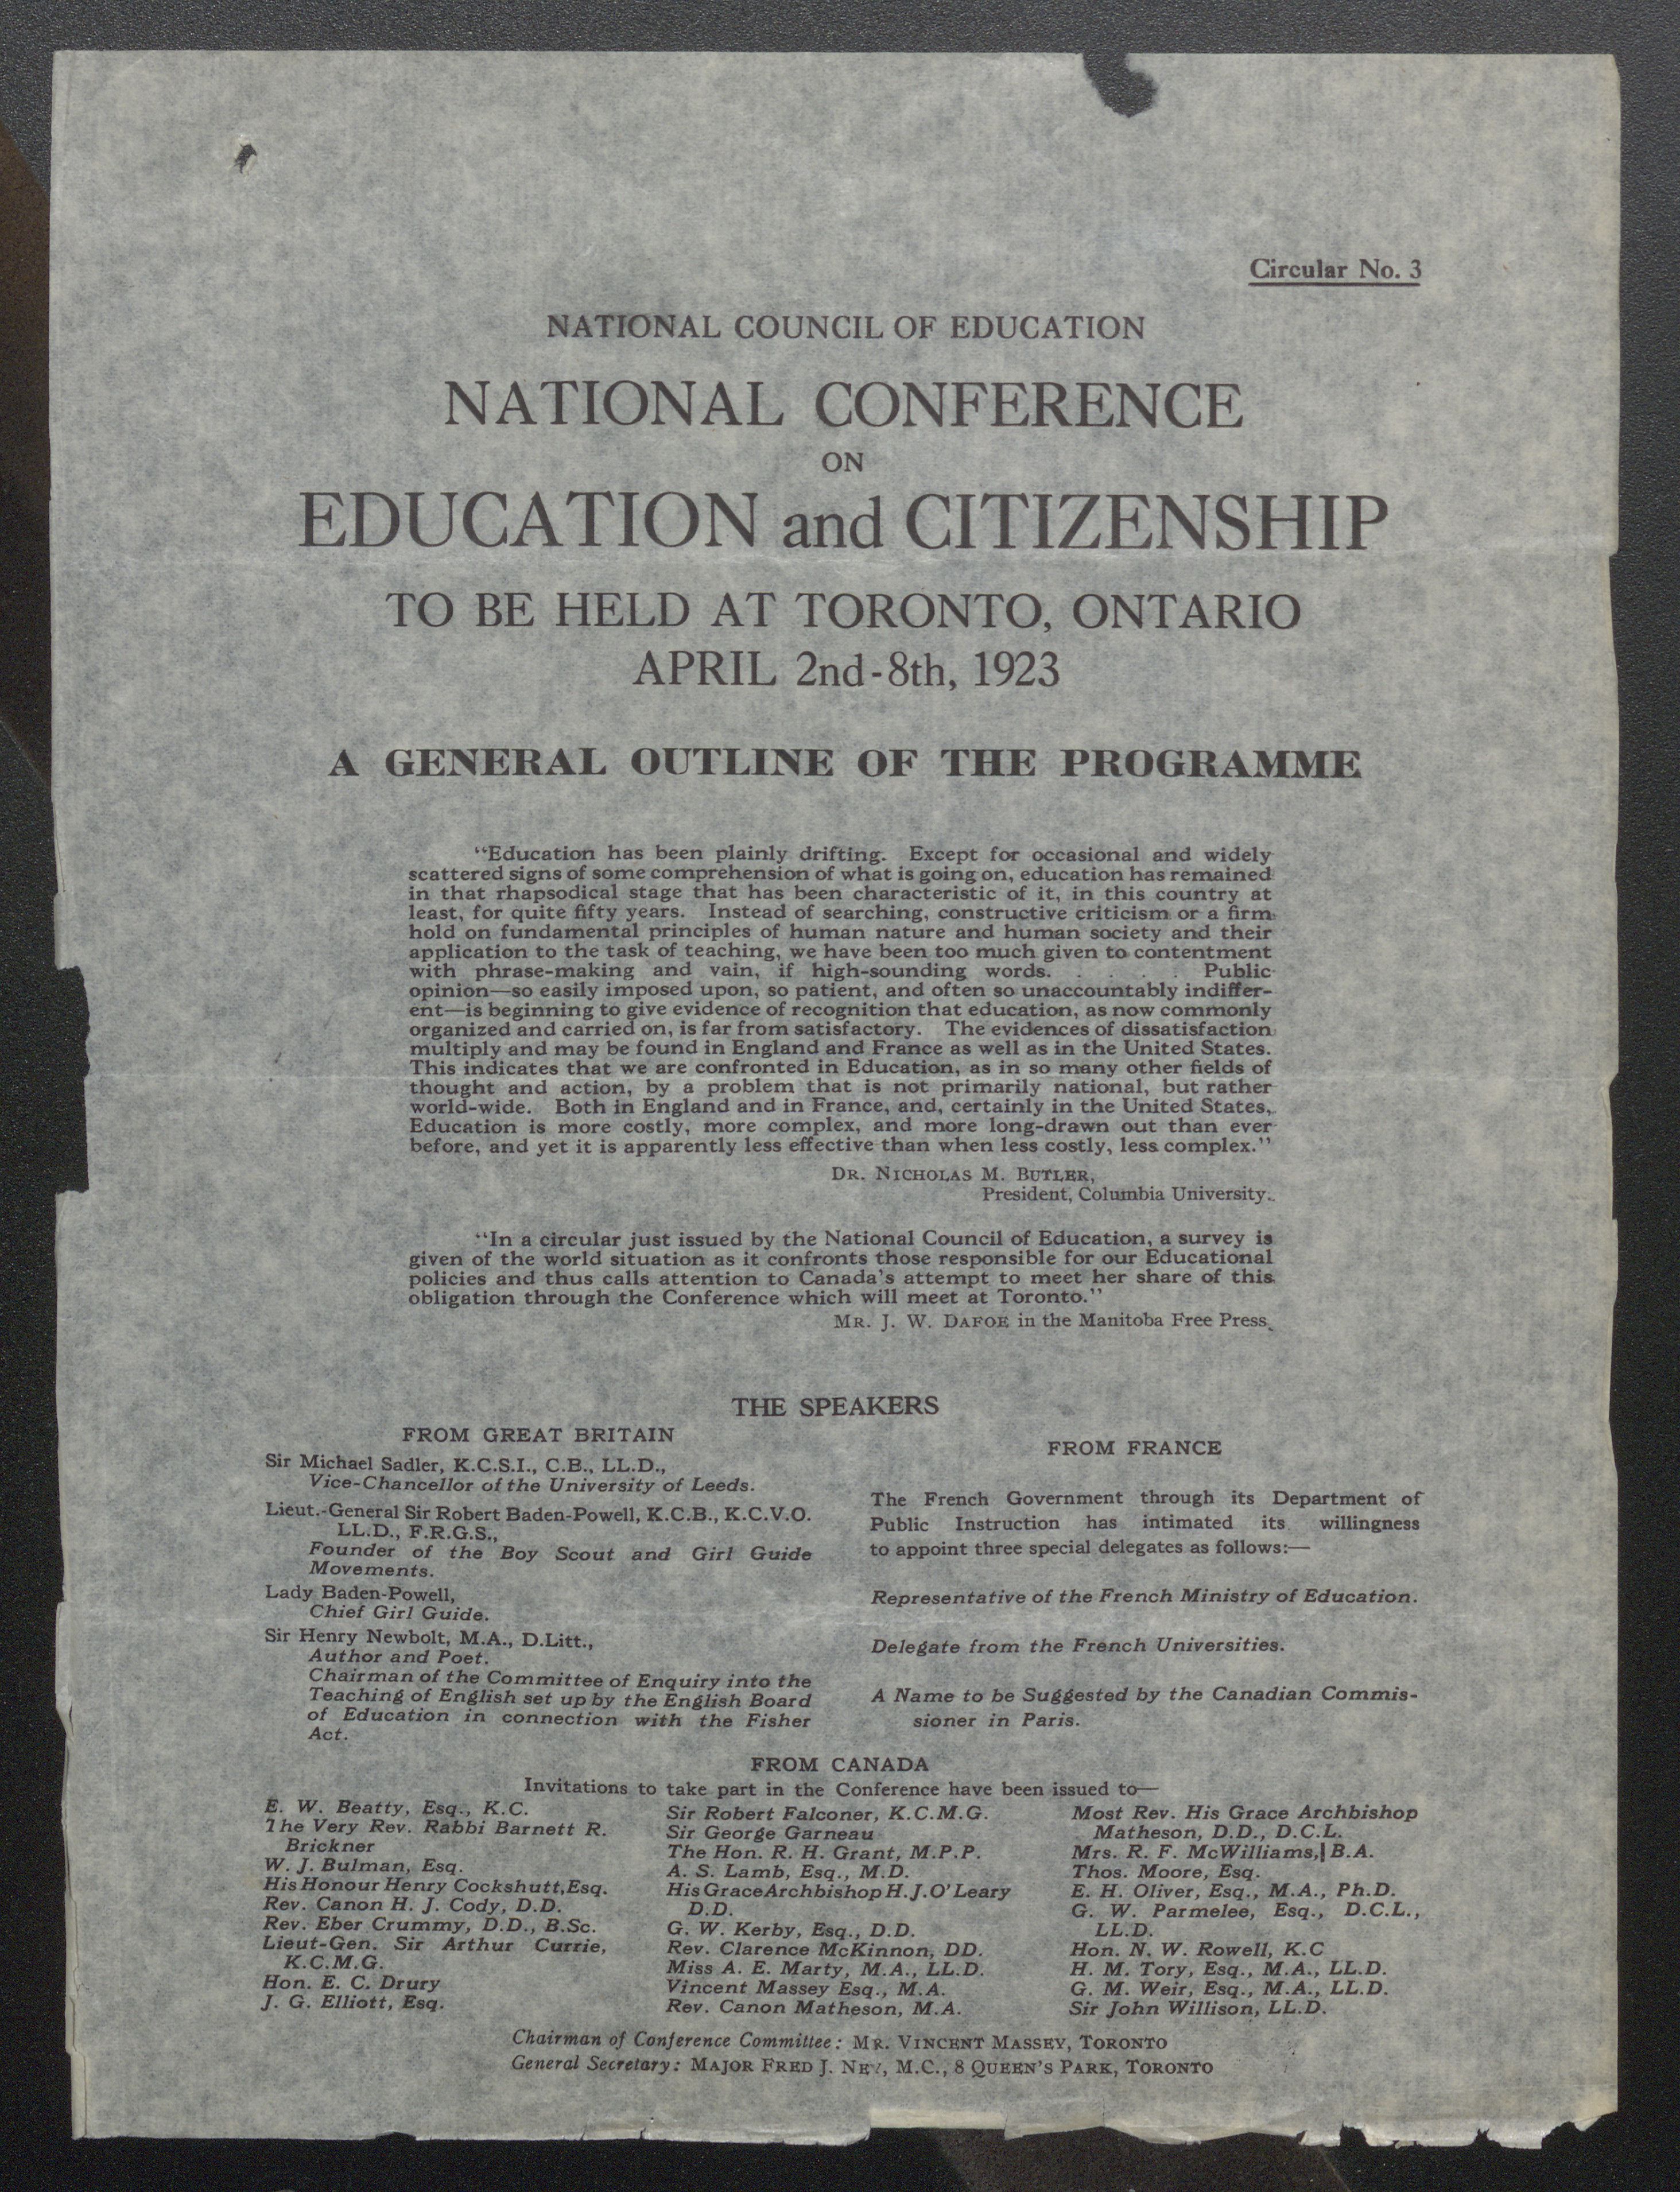 Circular No. 3
NATIONAL COUNCIL OF EDUCATION
NATIONAL CONFERENCE
ON
EDUCATION and CITIZENSHIP
TO BE HELD AT TORONTO, ONTARIO
APRIL 2nd-8th, 1923
A GENERAL OUTLINE OF THE PROGRAMME
"Education has been plainly drifting. Except for occasional and widely
scattered signs of some comprehension of what is going on, education has remained
in that rhapsodical stage that has been characteristic of it, in this country at
least, for quite fifty years. Instead of searching, constructive criticism or a firm
hold on fundamental principles of human nature and human society and their
application to the task of teaching, we have been too much given to contentment
with phrase-making and vain, if high-sounding words. . . . . Public
opinion—so easily imposed upon, so patient, and often so unaccountably indiffer-
ent—is beginning to give evidence of recognition that education, as now commonly
organized and carried on, is far from satisfactory. The evidences of dissatisfaction
multiply and may be found in England and France as well as in the United States.
This indicates that we are confronted in Education, as in so many other fields of
thought and action, by a problem that is not primarily national, but rather
world-wide. Both in England and in France, and, certainly in the United States,
Education is more costly, more complex, and more long-drawn out than ever
before, and yet it is apparently less effective than when less costly, less complex."
DR. NICHOLAS M. BUTLER,
President, Columbia University.
"In a circular just issued by the National Council of Education, a survey is
given of the world situation as it confronts those responsible for our Educational
policies and thus calls attention to Canada's attempt to meet her share of this
obligation through the Conference which will meet at Toronto."
MR. J. W. DAFOE in the Manitoba Free Press.
THE SPEAKERS
FROM GREAT BRITAIN
Sir Michael Sadler, K.C.S.I., C.B., LL.D.,
Vice-Chancellor of the University of Leeds.
Lieut.-General Sir Robert Baden-Powell, K.C.B., K.C.V.O.
LL.D., F.R.G.S.,
Founder of the Boy Scout and Girl Guide
Movements.
Lady Baden-Powell,
Chief Girl Guide.
Sir Henry Newbolt, M.A., D.Litt.,
Author and Poet.
Chairman of the Committee of Enquiry into the
Teaching of English set up by the English Board
of Education in connection with the Fisher
Act.
FROM FRANCE
The French Government through its Department of
Public Instruction has intimated its willingness
to appoint three special delegates as follows:—
Representative of the French Ministry of Education.
Delegate from the French Universities.
A Name to be Suggested by the Canadian Commis-
sioner in Paris.
FROM CANADA
Invitations to take part in the Conference have been issued to—
E. W. Beatty, Esq., K.C.
The Very Rev. Rabbi Barnett R.
Brickner
W. J. Bulman, Esq.
His Honour Henry Cockshutt, Esq.
Rev. Canon H. J. Cody, D.D.
Rev. Eber Crummy, D.D., B.Sc.
Lieut-Gen. Sir Arthur Currie,
K.C.M.G.
Hon. E. C. Drury
J. G. Elliott, Esq.
Sir Robert Falconer, K.C.M.G.
Sir George Garneau
The Hon. R. H. Grant, M.P.P.
A. S. Lamb, Esq., M.D.
His Grace Archbishop H. J. O'Leary
D.D.
G. W. Kerby, Esq., D.D.
Rev. Clarence McKinnon, DD.
Miss A. E. Marty, M.A., LL.D.
Vincent Massey Esq., M.A.
Rev. Canon Matheson, M.A.
Most Rev. His Grace Archbishop
Matheson, D.D., D.C.L.
Mrs. R. F. McWilliams, B.A.
Thos. Moore, Esq.
E. H. Oliver, Esq., M.A., Ph.D.
G. W. Parmelee, Esq., D.C.L.,
LL.D.
Hon. N. W. Rowell, K.C
H. M. Tory, Esq., M.A., LL.D.
G. M. Weir, Esq., M.A., LL.D.
Sir John Willison, LL.D.
Chairman of Conference Committee: MR. VINCENT MASSEY, TORONTO
General Secretary: MAJOR FRED J. NEY, M.C., 8 QUEEN'S PARK, TORONTO